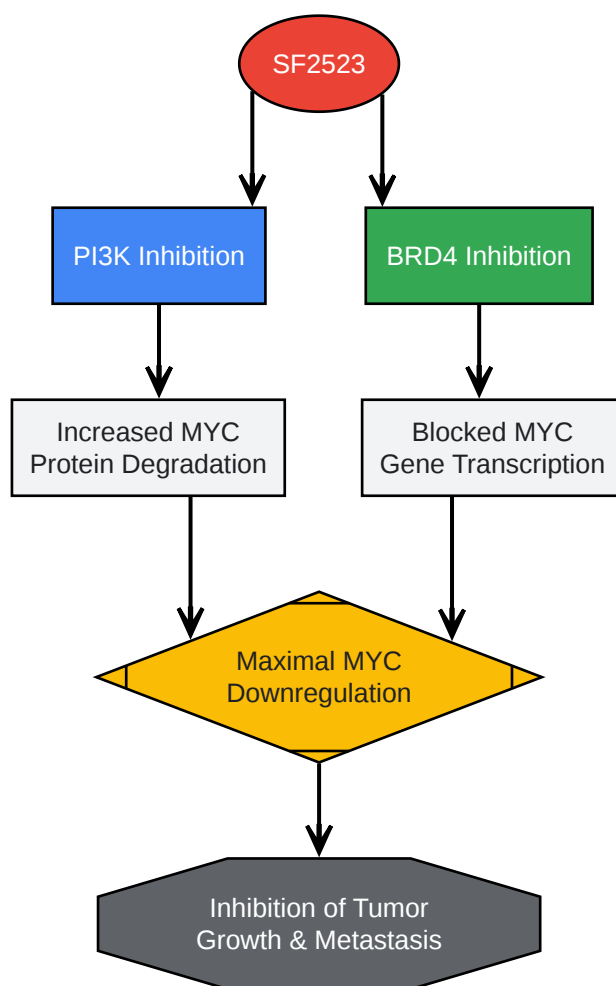 SF2523
PI3K Inhibition
BRD4 Inhibition
Increased MYC
Protein Degradation
Blocked MYC
Gene Transcription
Maximal MYC
Downregulation
Inhibition of Tumor
Growth & Metastasis